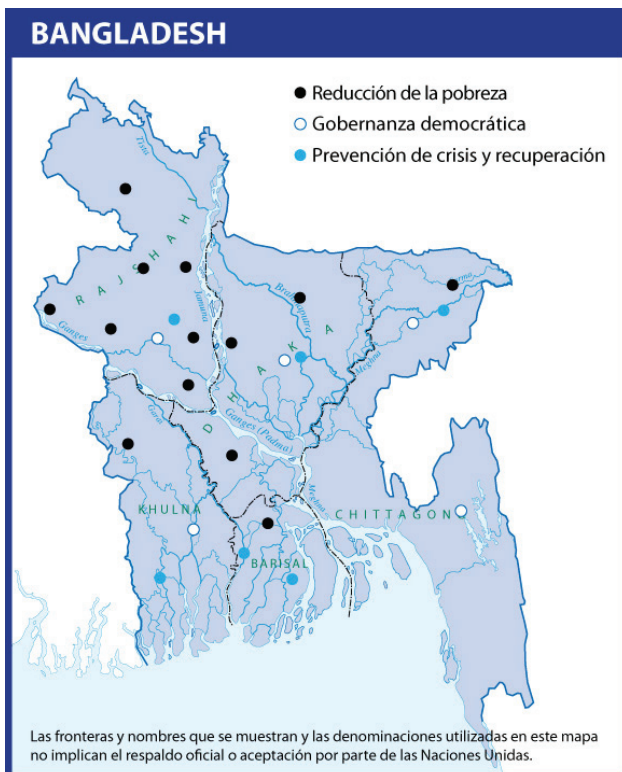 BANGLADESH
Reducción de la pobreza
Gobernanza democrática
Prevención de crisis y recuperación
Tista
RAJSHAHI
Jamuna
Ganges
Brahmaputra
DHAKA
Meghna
Ganges (Padma)
Meghna
KHULNA
CHITTAGON
BARISAL
Las fronteras y nombres que se muestran y las denominaciones utilizadas en este mapa
no implican el respaldo oficial o aceptación por parte de las Naciones Unidas.